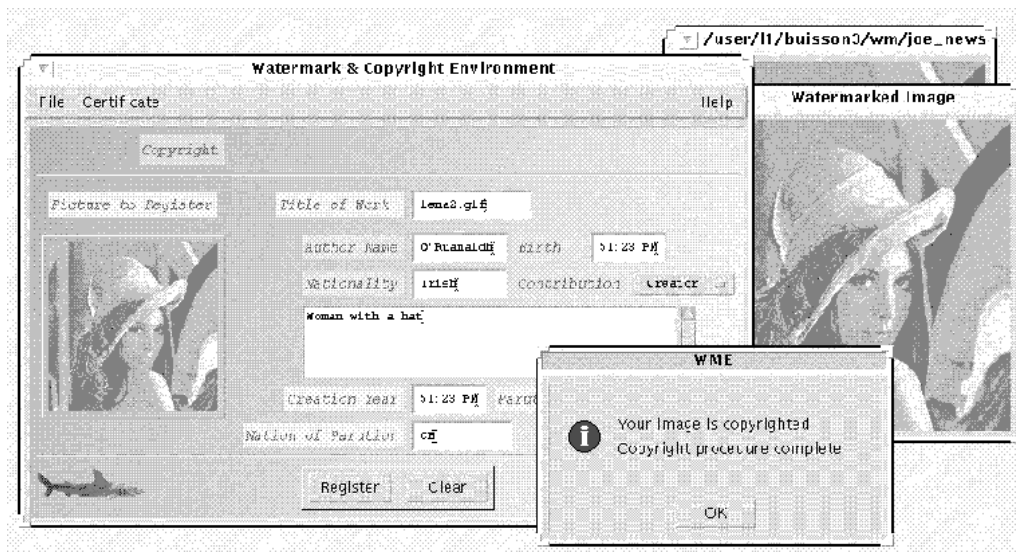 /user/l1/buisson3/wm/joe_news
Watermark & Copyright Environment
File Certificate Help
Watermarked Image
Copyright
Picture to Register
Title of Work lena2.gif
Author Name O'Ruanaidh Birth 51:23 PM
Nationality Irish Contribution Creator
Woman with a hat
Creation Year 51:23 PM
Nation of Parution
Register Clear
WME
Your image is copyrighted
Copyright procedure complete
OK